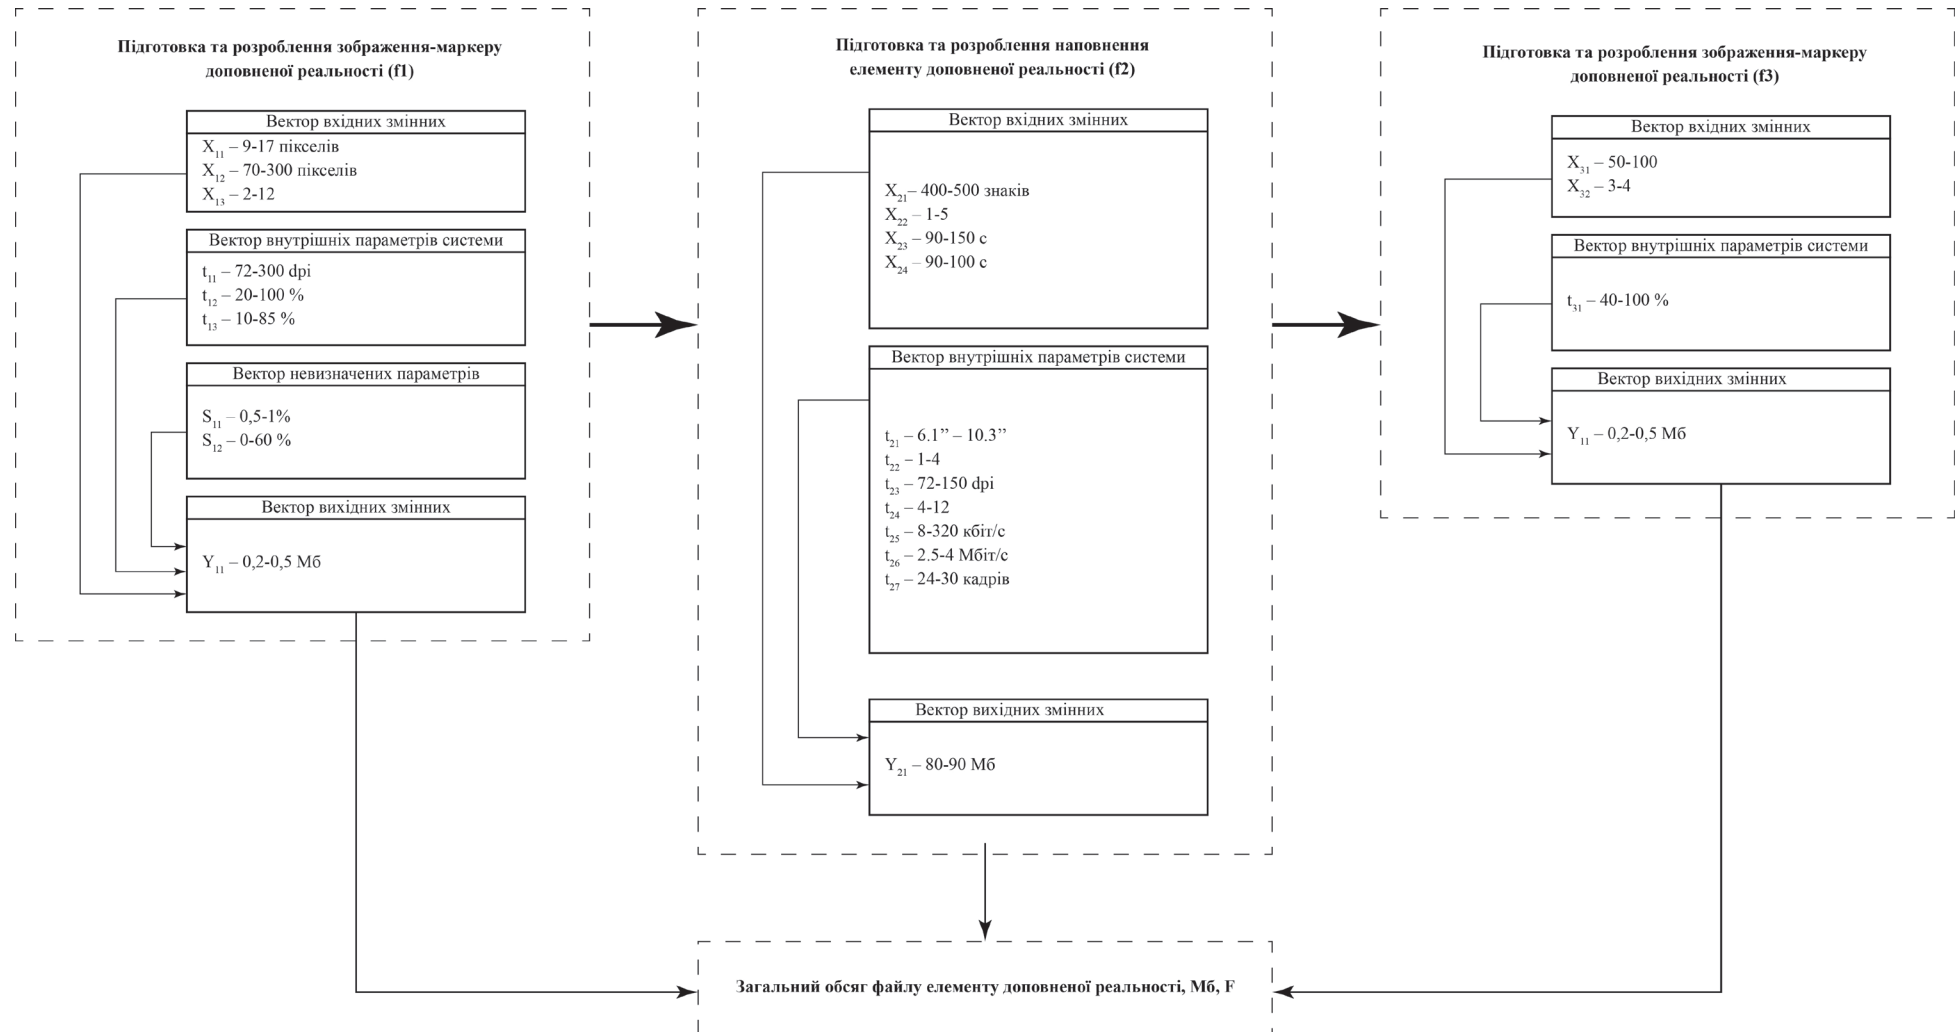 Підготовка та розроблення зображення-маркеру
доповненої реальності (f1)
Вектор вхідних змінних
X₁₁ – 9-17 пікселів
X₁₂ – 70-300 пікселів
X₁₃ – 2-12
Вектор внутрішніх параметрів системи
t₁₁ – 72-300 dpi
t₁₂ – 20-100 %
t₁₃ – 10-85 %
Вектор невизначених параметрів
S₁₁ – 0,5-1%
S₁₂ – 0-60 %
Вектор вихідних змінних
Y₁₁ – 0,2-0,5 Мб
Підготовка та розроблення наповнення
елементу доповненої реальності (f2)
Вектор вхідних змінних
X₂₁– 400-500 знаків
X₂₂ – 1-5
X₂₃ – 90-150 с
X₂₄ – 90-100 с
Вектор внутрішніх параметрів системи
t₂₁ – 6.1’’ – 10.3’’
t₂₂ – 1-4
t₂₃ – 72-150 dpi
t₂₄ – 4-12
t₂₅ – 8-320 кбіт/с
t₂₆ – 2.5-4 Мбіт/с
t₂₇ – 24-30 кадрів
Вектор вихідних змінних
Y₂₁ – 80-90 Мб
Підготовка та розроблення зображення-маркеру
доповненої реальності (f3)
Вектор вхідних змінних
X₃₁ – 50-100
X₃₂ – 3-4
Вектор внутрішніх параметрів системи
t₃₁ – 40-100 %
Вектор вихідних змінних
Y₁₁ – 0,2-0,5 Мб
Загальний обсяг файлу елементу доповненої реальності, Мб, F